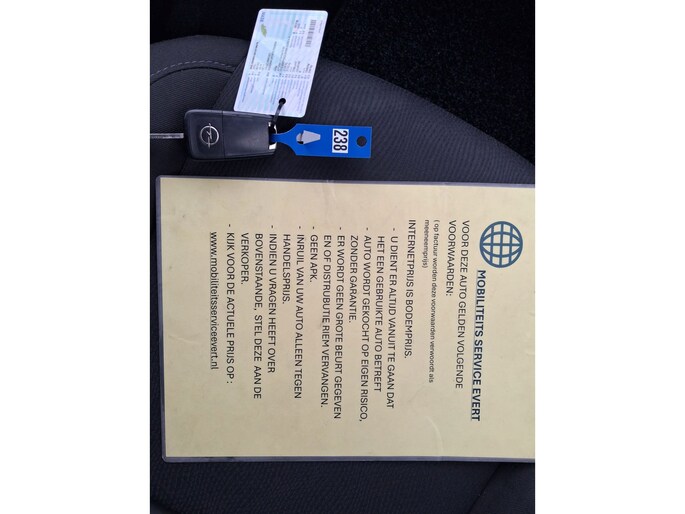 MOBILITEITS SERVICE EVERT
VOOR DEZE AUTO GELDEN VOLGENDE
VOORWAARDEN:
( op factuur worden deze voorwaarden verwoordt als
meeneemprijs)
INTERNETPRIJS IS BODEMPRIJS.
- U DIENT ER ALTIJD VANUIT TE GAAN DAT
HET EEN GEBRUIKTE AUTO BETREFT
- AUTO WORDT GEKOCHT OP EIGEN RISICO,
ZONDER GARANTIE.
- ER WORDT GEEN GROTE BEURT GEGEVEN
EN OF DISTRUBUTIE RIEM VERVANGEN.
- GEEN APK.
- INRUIL VAN UW AUTO ALLEEN TEGEN
HANDELSPRIJS.
- INDIEN U VRAGEN HEEFT OVER
BOVENSTAANDE, STEL DEZE AAN DE
VERKOPER.
- KIJK VOOR DE ACTUELE PRIJS OP :
www.mobiliteitsserviceevert.nl
238